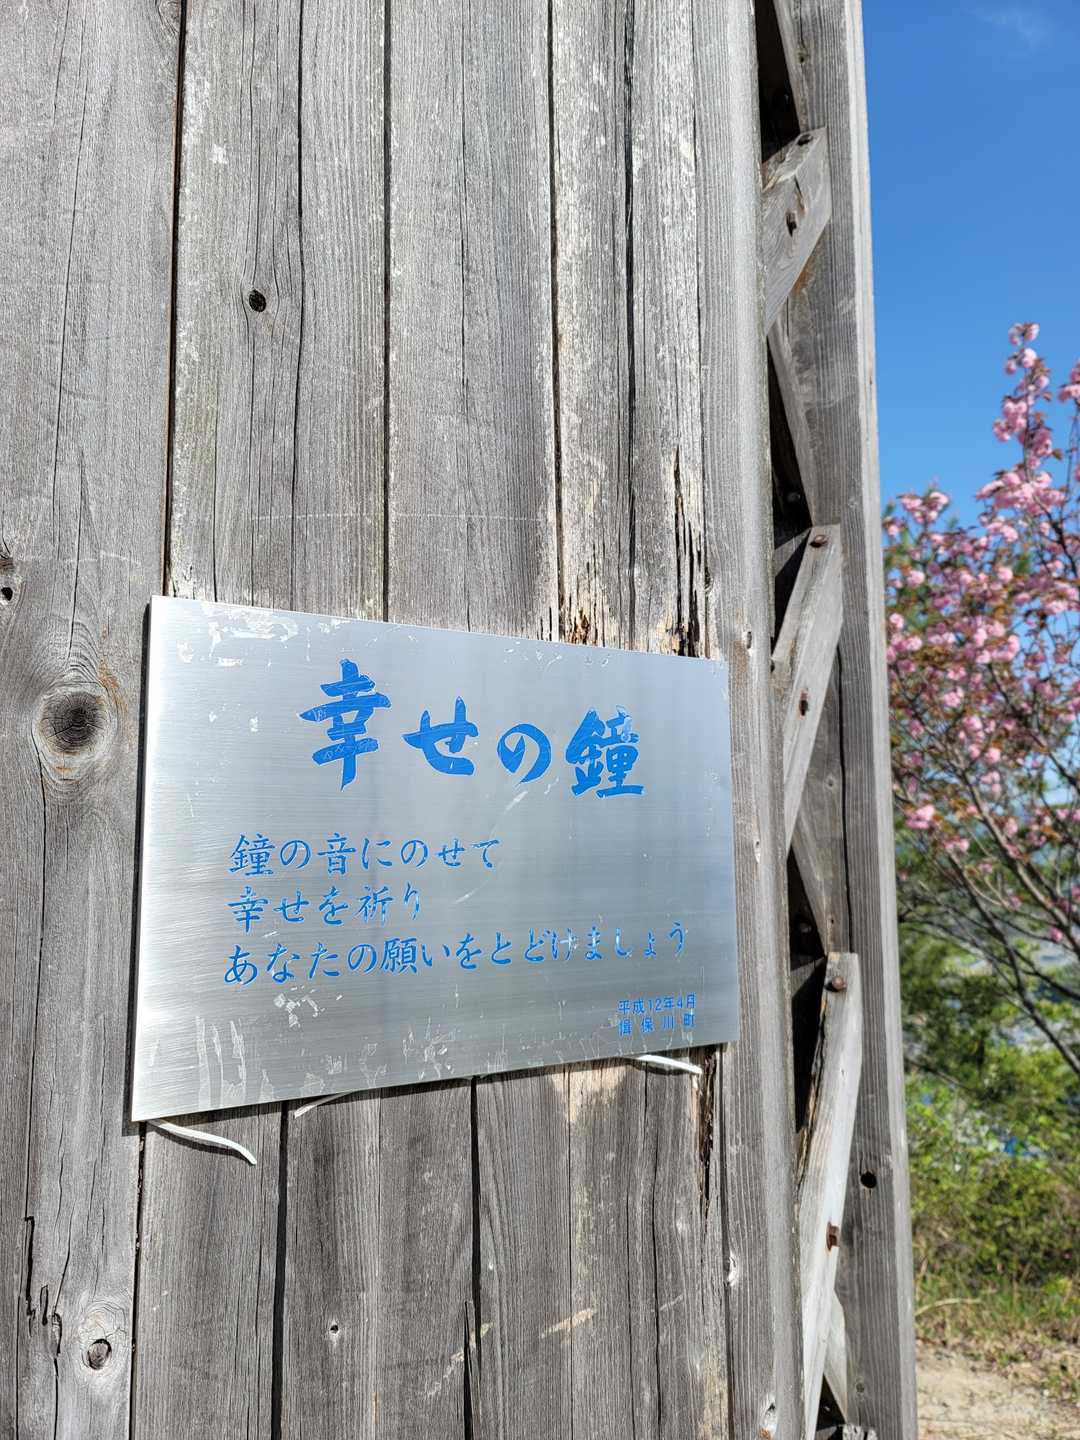 幸せの鐘
鐘の音にのせて
幸せを祈り
あなたの願いをとどけましょう
平成12年4月
揖保川町